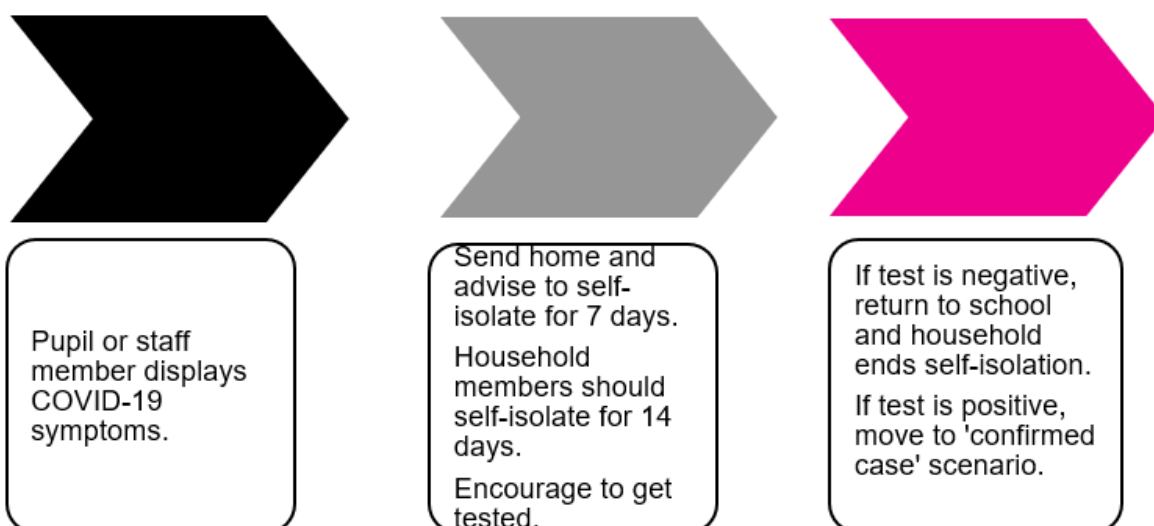 Pupil or staff
member displays
COVID-19
symptoms.
Send home and
advise to self-
isolate for 7 days.
Household
members should
self-isolate for 14
days.
Encourage to get
tested.
If test is negative,
return to school
and household
ends self-isolation.
If test is positive,
move to 'confirmed
case' scenario.